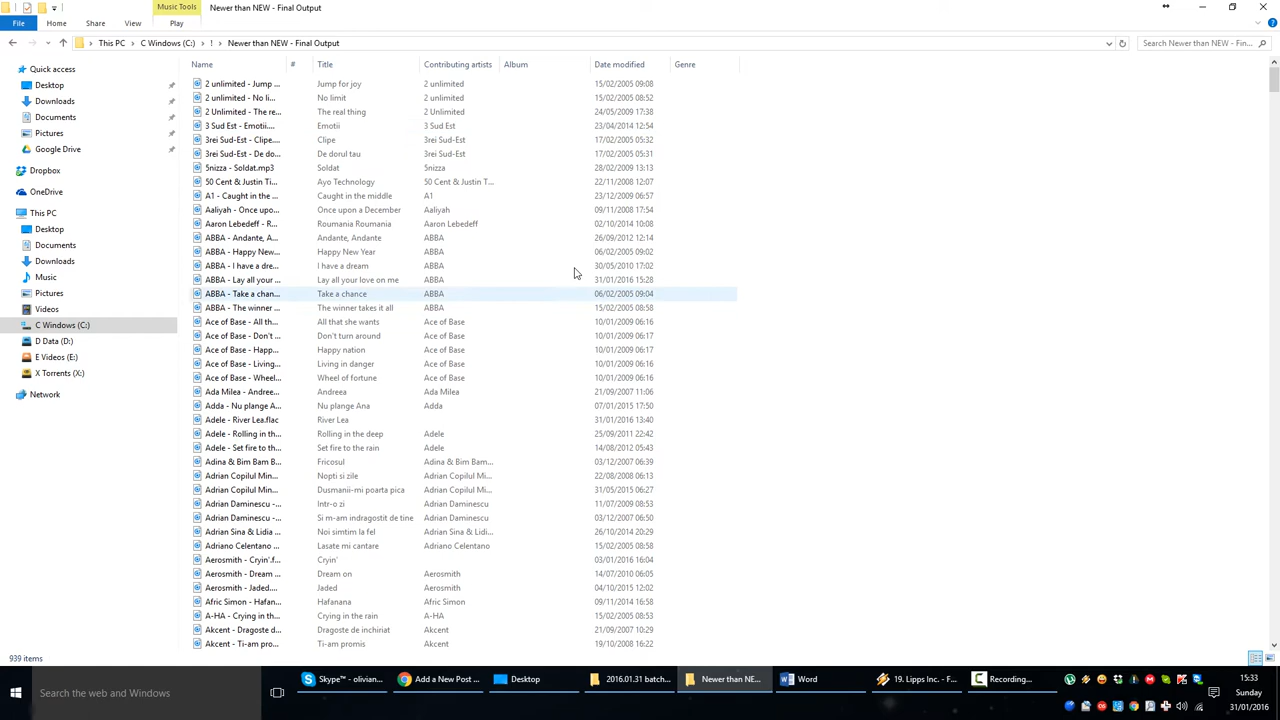 Music Tools
Newer than NEW - Final Output
File Home Share View Play
This PC C Windows (C:) ! Newer than NEW - Final Output
Search Newer than NEW - Fin...
Name # Title Contributing artists Album Date modified Genre
2 unlimited - Jump ... Jump for joy 2 unlimited 15/02/2005 09:08
2 unlimited - No li... No limit 2 unlimited 15/02/2005 08:52
2 Unlimited - The re... The real thing 2 Unlimited 24/05/2009 17:38
3 Sud Est - Emotii.... Emotii 3 Sud Est 23/04/2014 12:54
3rei Sud-Est - Clipe.... Clipe 3rei Sud-Est 17/02/2005 05:32
3rei Sud-Est - De do... De dorul tau 3rei Sud-Est 17/02/2005 05:31
5nizza - Soldat.mp3 Soldat 5nizza 28/02/2009 13:13
50 Cent & Justin Ti... Ayo Technology 50 Cent & Justin T... 22/11/2008 12:07
A1 - Caught in the ... Caught in the middle A1 23/12/2009 06:57
Aaliyah - Once upo... Once upon a December Aaliyah 09/11/2008 17:54
Aaron Lebedeff - R... Roumania Roumania Aaron Lebedeff 02/10/2014 10:08
ABBA - Andante, A... Andante, Andante ABBA 26/09/2012 12:14
ABBA - Happy New... Happy New Year ABBA 06/02/2005 09:02
ABBA - I have a dre... I have a dream ABBA 30/05/2010 17:02
ABBA - Lay all your ... Lay all your love on me ABBA 31/01/2016 15:28
ABBA - Take a chan... Take a chance ABBA 06/02/2005 09:04
ABBA - The winner ... The winner takes it all ABBA 15/02/2005 08:58
Ace of Base - All th... All that she wants Ace of Base 10/01/2009 06:16
Ace of Base - Don't ... Don't turn around Ace of Base 10/01/2009 06:16
Ace of Base - Happ... Happy nation Ace of Base 10/01/2009 06:17
Ace of Base - Living... Living in danger Ace of Base 10/01/2009 06:16
Ace of Base - Wheel... Wheel of fortune Ace of Base 10/01/2009 06:16
Ada Milea - Andree... Andreea Ada Milea 21/09/2007 10:29
Adda - Nu plange A... Nu plange Ana Adda 07/01/2015 17:50
Adele - River Lea.flac River Lea 31/01/2016 13:40
Adele - Rolling in th... Rolling in the deep Adele 25/09/2011 22:42
Adele - Set fire to th... Set fire to the rain Adele 14/08/2012 05:43
Adina & Bim Bam B... Fricosul Adina & Bim Bam... 03/12/2007 06:39
Adrian Copilul Min... Nopti si zile Adrian Copilul Mi... 22/08/2008 06:13
Adrian Copilul Min... Dusmanii-mi poarta pica Adrian Copilul Mi... 31/05/2015 06:27
Adrian Daminescu -... Intr-o zi Adrian Daminescu 11/07/2009 08:53
Adrian Daminescu -... Si m-am indragostit de tine Adrian Daminescu 03/12/2007 06:50
Adrian Sina & Lidia ... Noi simtim la fel Adrian Sina & Lidi... 26/10/2014 20:29
Adriano Celentano ... Lasate mi cantare Adriano Celentano 15/02/2005 08:58
Aerosmith - Cryin'.f... Cryin' 03/01/2016 16:04
Aerosmith - Dream ... Dream on Aerosmith 14/07/2010 06:05
Aerosmith - Jaded.... Jaded Aerosmith 04/10/2015 12:02
Afric Simon - Hafan... Hafanana Afric Simon 09/11/2014 16:58
A-HA - Crying in th... Crying in the rain A-HA 15/02/2005 08:53
Akcent - Dragoste d... Dragoste de inchiriat Akcent 21/09/2007 10:29
Akcent - Ti-am pro... Ti-am promis Akcent 19/10/2008 16:22
Quick access
Desktop
Downloads
Documents
Pictures
Google Drive
Dropbox
OneDrive
This PC
Desktop
Documents
Downloads
Music
Pictures
Videos
C Windows (C:)
D Data (D:)
E Videos (E:)
X Torrents (X:)
Network
939 items
Search the web and Windows
Skype™ - olivian...
Add a New Post ...
Desktop
2016.01.31 batch...
Newer than NE...
Word
19. Lipps Inc. - F...
Recording...
15:33
Sunday
31/01/2016